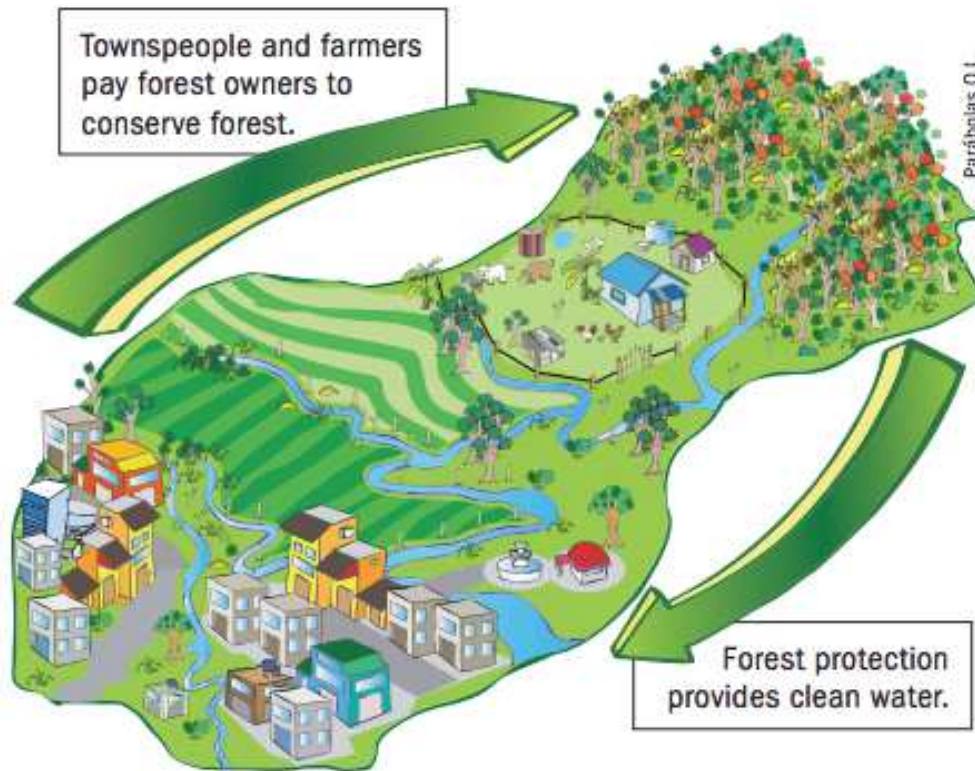 Townspeople and farmers
pay forest owners to
conserve forest.
Forest protection
provides clean water.